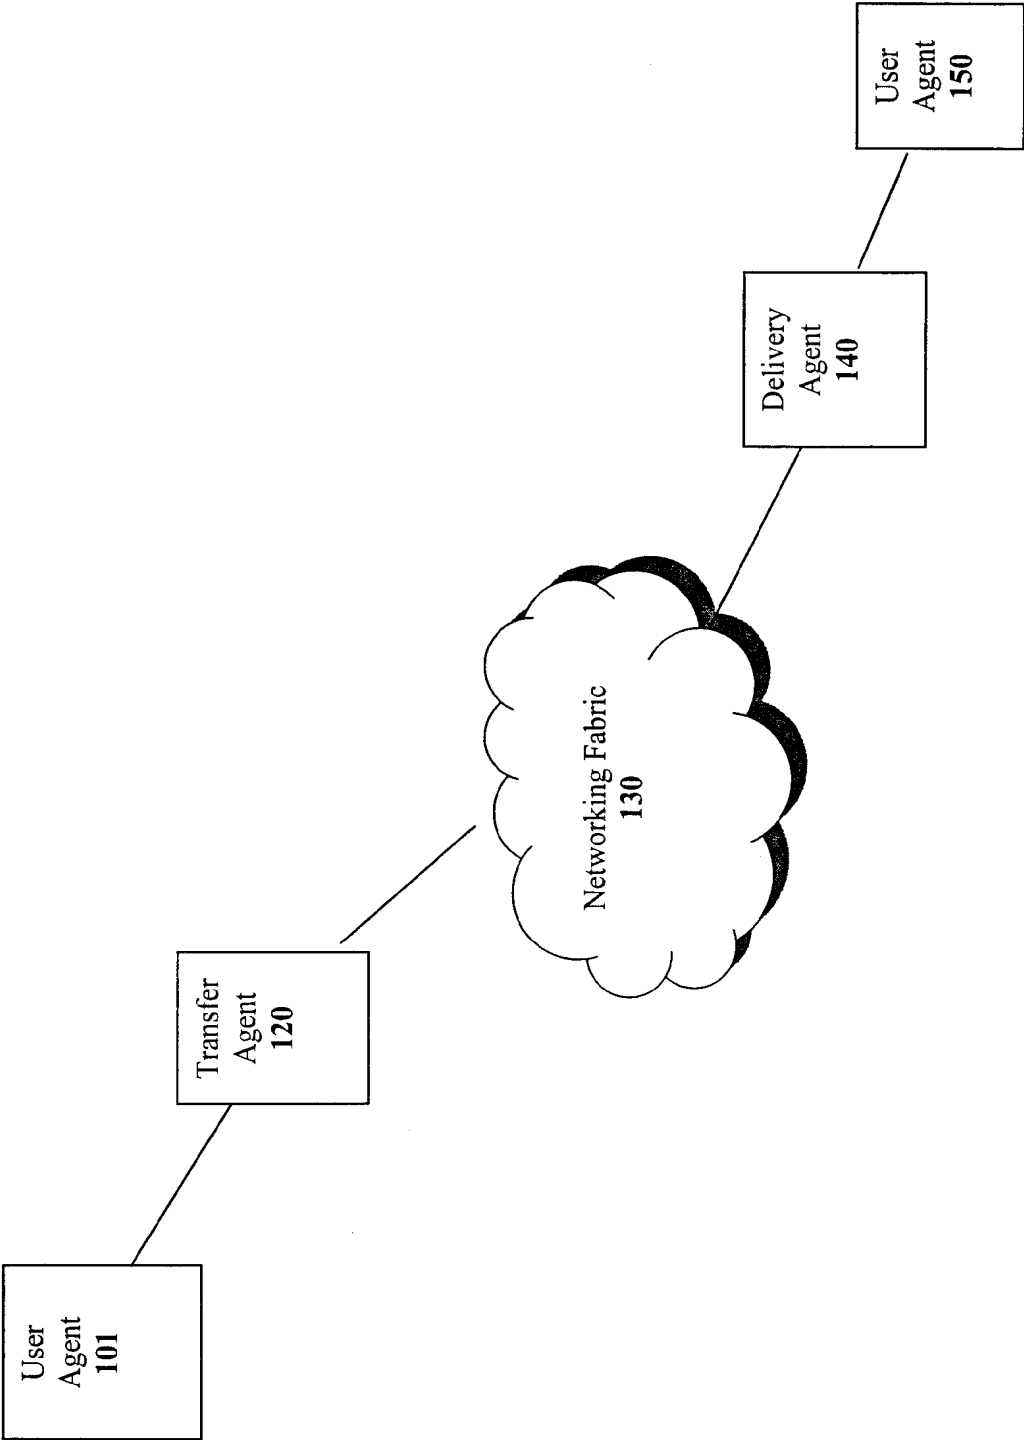 User
Agent
101
Transfer
Agent
120
Networking Fabric
130
Delivery
Agent
140
User
Agent
150